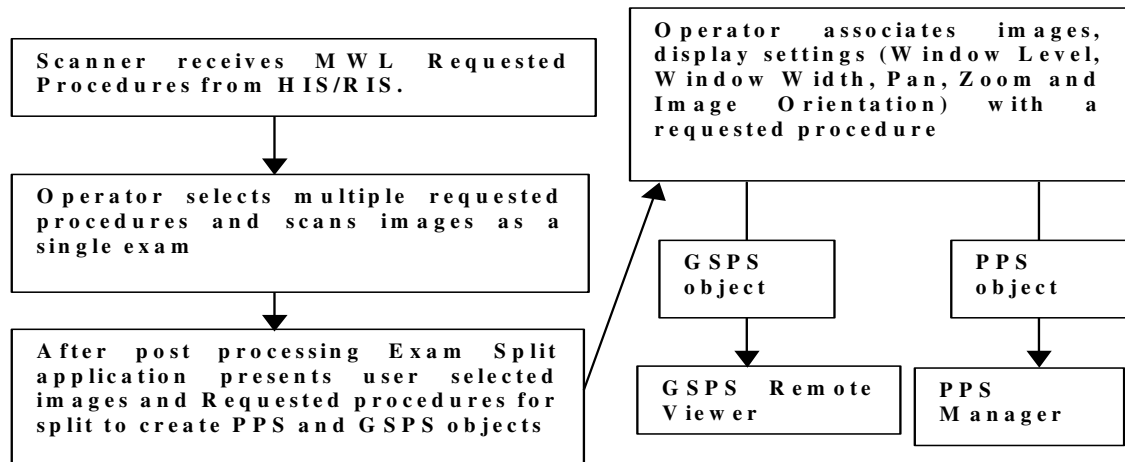 Scanner receives MWL Requested
Procedures from HIS/RIS.
Operator selects multiple requested
procedures and scans images as a
single exam
After post processing Exam Split
application presents user selected
images and Requested procedures for
split to create PPS and GSPS objects
Operator associates images,
display settings (Window Level,
Window Width, Pan, Zoom and
Image Orientation) with a
requested procedure
GSPS
object
PPS
object
GSPS Remote
Viewer
PPS
Manager